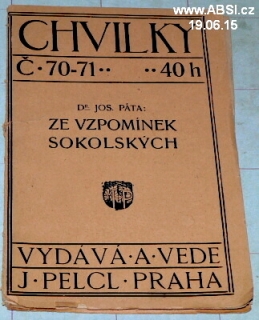 www.ABSI.cz
19.06.15
CHVILKY
Č·70-71·· ··40 h
DR. JOS. PÁTA:
ZE VZPOMÍNEK
SOKOLSKÝCH
VYDÁVÁ·A·VEDE
J·PELCL·PRAHA